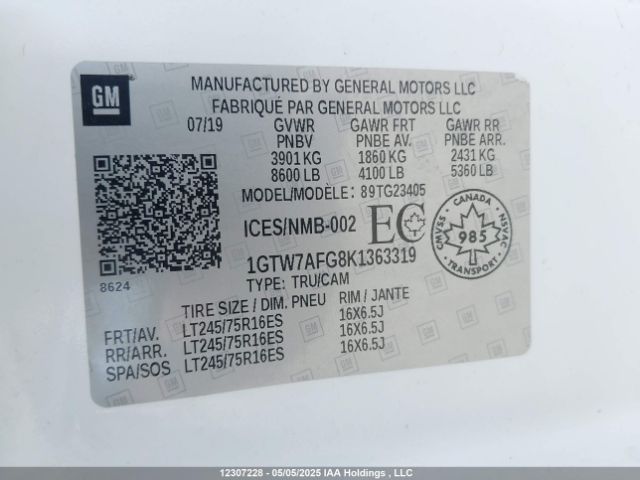 GM
MANUFACTURED BY GENERAL MOTORS LLC
FABRIQUÉ PAR GENERAL MOTORS LLC
07/19 GVWR GAWR FRT GAWR RR
PNBV PNBE AV. PNBE ARR.
3901 KG 1860 KG 2431 KG
8600 LB 4100 LB 5360 LB
MODEL/MODÈLE: 89TG23405
ICES/NMB-002 EC
CANADA
CMVSS 985 NSVAC
TRANSPORT
1GTW7AFG8K1363319
8624
TYPE: TRU/CAM
TIRE SIZE / DIM. PNEU RIM / JANTE
FRT/AV. LT245/75R16ES 16X6.5J
RR/ARR. LT245/75R16ES 16X6.5J
SPA/SOS LT245/75R16ES 16X6.5J
12307228 - 05/05/2025 IAA Holdings , LLC